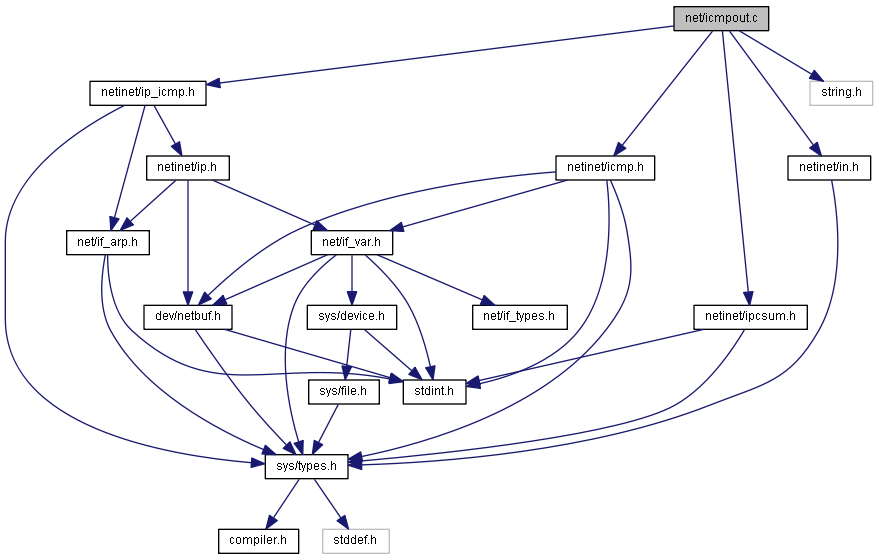 net/icmpout.c
netinet/ip_icmp.h
string.h
netinet/ip.h
netinet/icmp.h
netinet/in.h
net/if_arp.h
net/if_var.h
dev/netbuf.h
sys/device.h
net/if_types.h
netinet/ipcsum.h
sys/file.h
stdint.h
sys/types.h
compiler.h
stddef.h